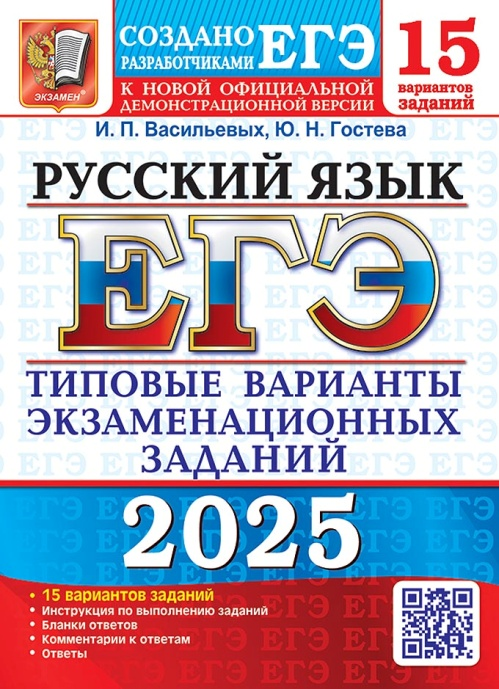 ЭКЗАМЕН®
СОЗДАНО
РАЗРАБОТЧИКАМИ
ЕГЭ
К НОВОЙ ОФИЦИАЛЬНОЙ
ДЕМОНСТРАЦИОННОЙ ВЕРСИИ
15
вариантов
заданий
И. П. Васильевых, Ю. Н. Гостева
РУССКИЙ ЯЗЫК
ЕГЭ
ТИПОВЫЕ ВАРИАНТЫ
ЭКЗАМЕНАЦИОННЫХ
ЗАДАНИЙ
2025
• 15 вариантов заданий
• Инструкция по выполнению заданий
• Бланки ответов
• Комментарии к ответам
• Ответы